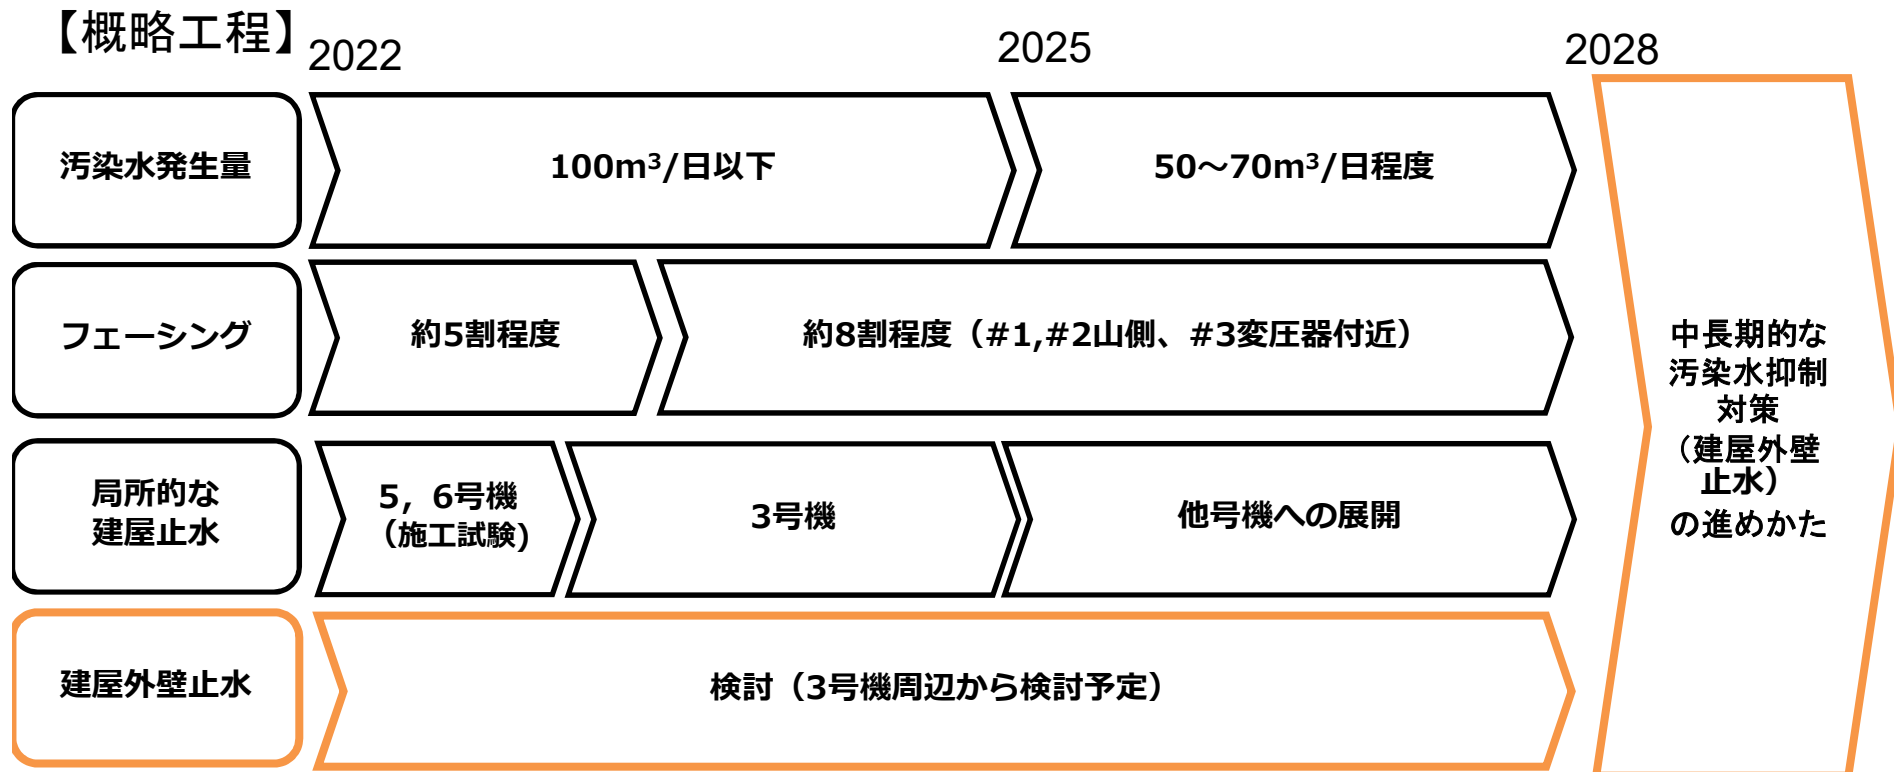 【概略工程】
2022
2025
2028
汚染水発生量
100m³/日以下
50～70m³/日程度
フェーシング
約5割程度
約8割程度（#1,#2山側、#3変圧器付近）
局所的な
建屋止水
5，6号機
（施工試験)
3号機
他号機への展開
建屋外壁止水
検討（3号機周辺から検討予定）
中長期的な
汚染水抑制
対策
（建屋外壁
止水）
の進めかた